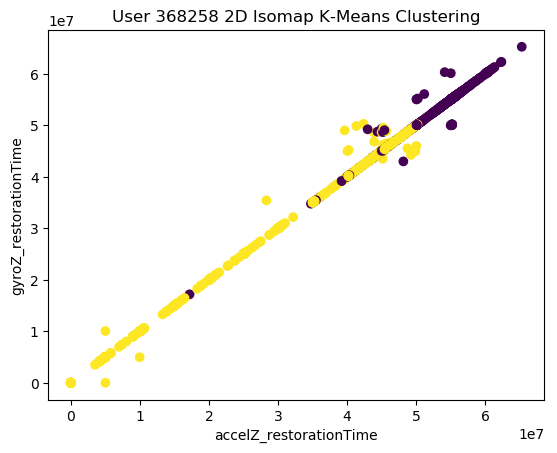 User 368258 2D Isomap K-Means Clustering
1e7
6
5
4
3
2
1
0
gyroZ_restorationTime
0 1 2 3 4 5 6
accelZ_restorationTime
1e7